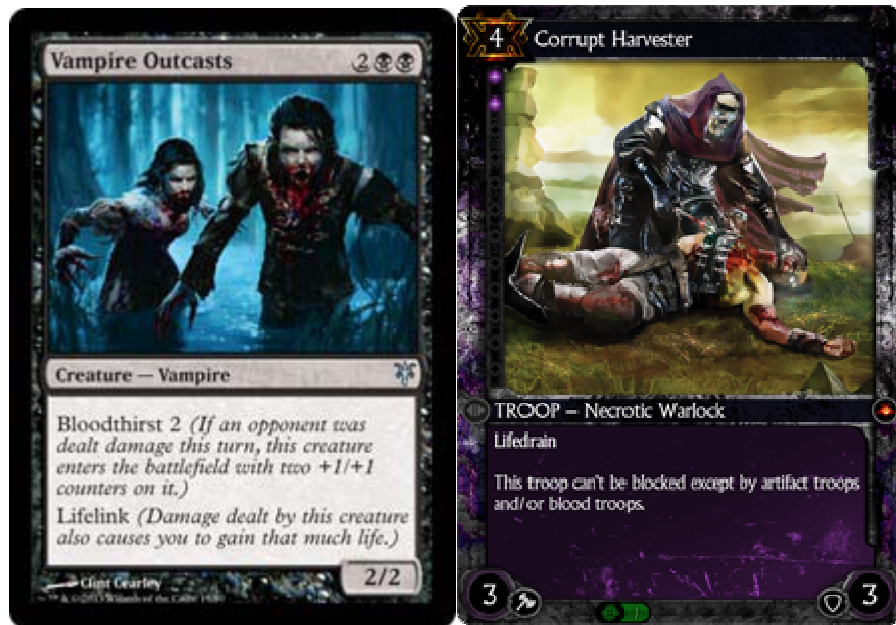 Vampire Outcasts 2
Creature — Vampire
Bloodthirst 2 (If an opponent was
dealt damage this turn, this creature
enters the battlefield with two +1/+1
counters on it.)
Lifelink (Damage dealt by this creature
also causes you to gain that much life.)
2/2
Clint Cearley
4 Corrupt Harvester
TROOP – Necrotic Warlock
Lifedrain
This troop can't be blocked except by artifact troops
and/or blood troops.
3 3